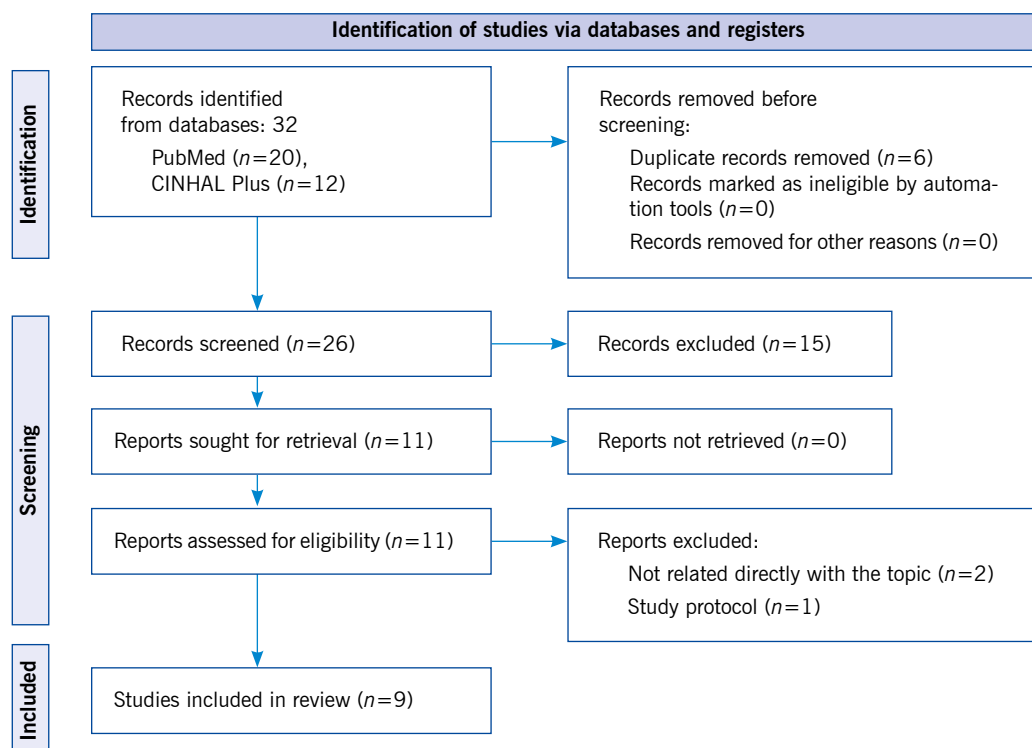 Identification of studies via databases and registers
Identification
Records identified
from databases: 32
PubMed (n=20),
CINHAL Plus (n=12)
Records removed before
screening:
Duplicate records removed (n=6)
Records marked as ineligible by automa-
tion tools (n=0)
Records removed for other reasons (n=0)
Screening
Records screened (n=26)
Records excluded (n=15)
Reports sought for retrieval (n=11)
Reports not retrieved (n=0)
Reports assessed for eligibility (n=11)
Reports excluded:
Not related directly with the topic (n=2)
Study protocol (n=1)
Included
Studies included in review (n=9)